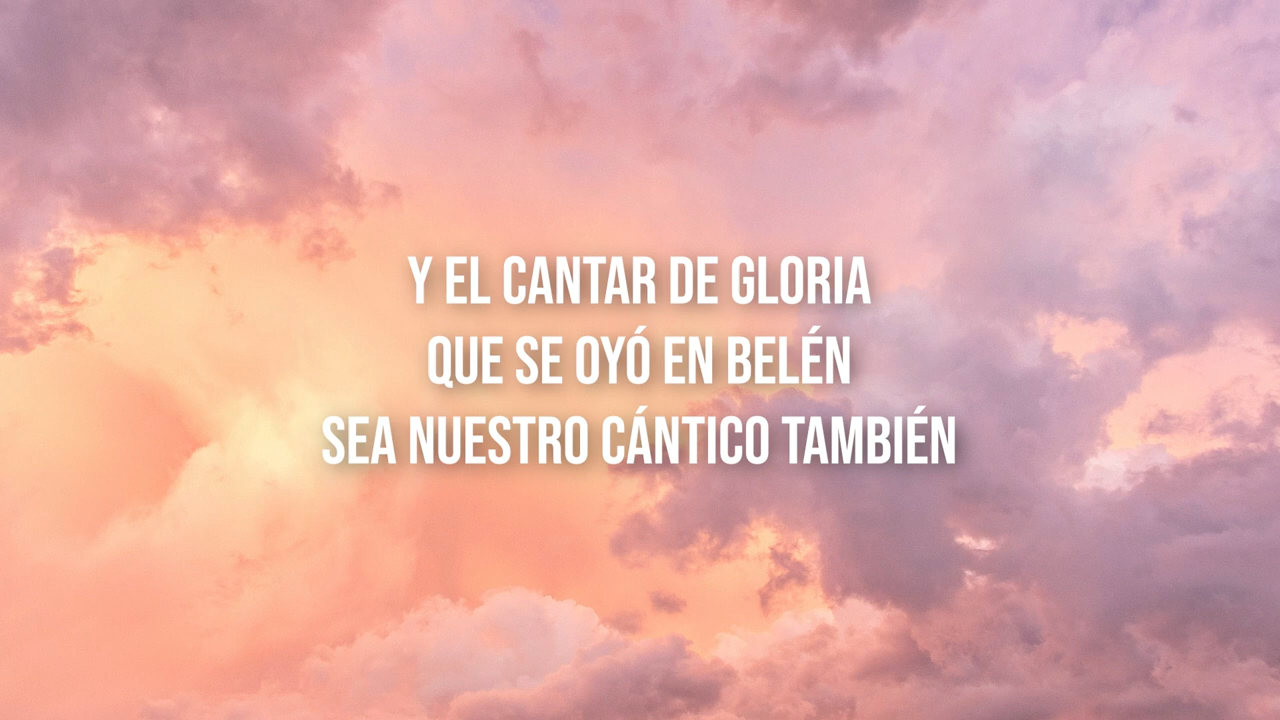 Y EL CANTAR DE GLORIA
QUE SE OYÓ EN BELÉN
SEA NUESTRO CÁNTICO TAMBIÉN